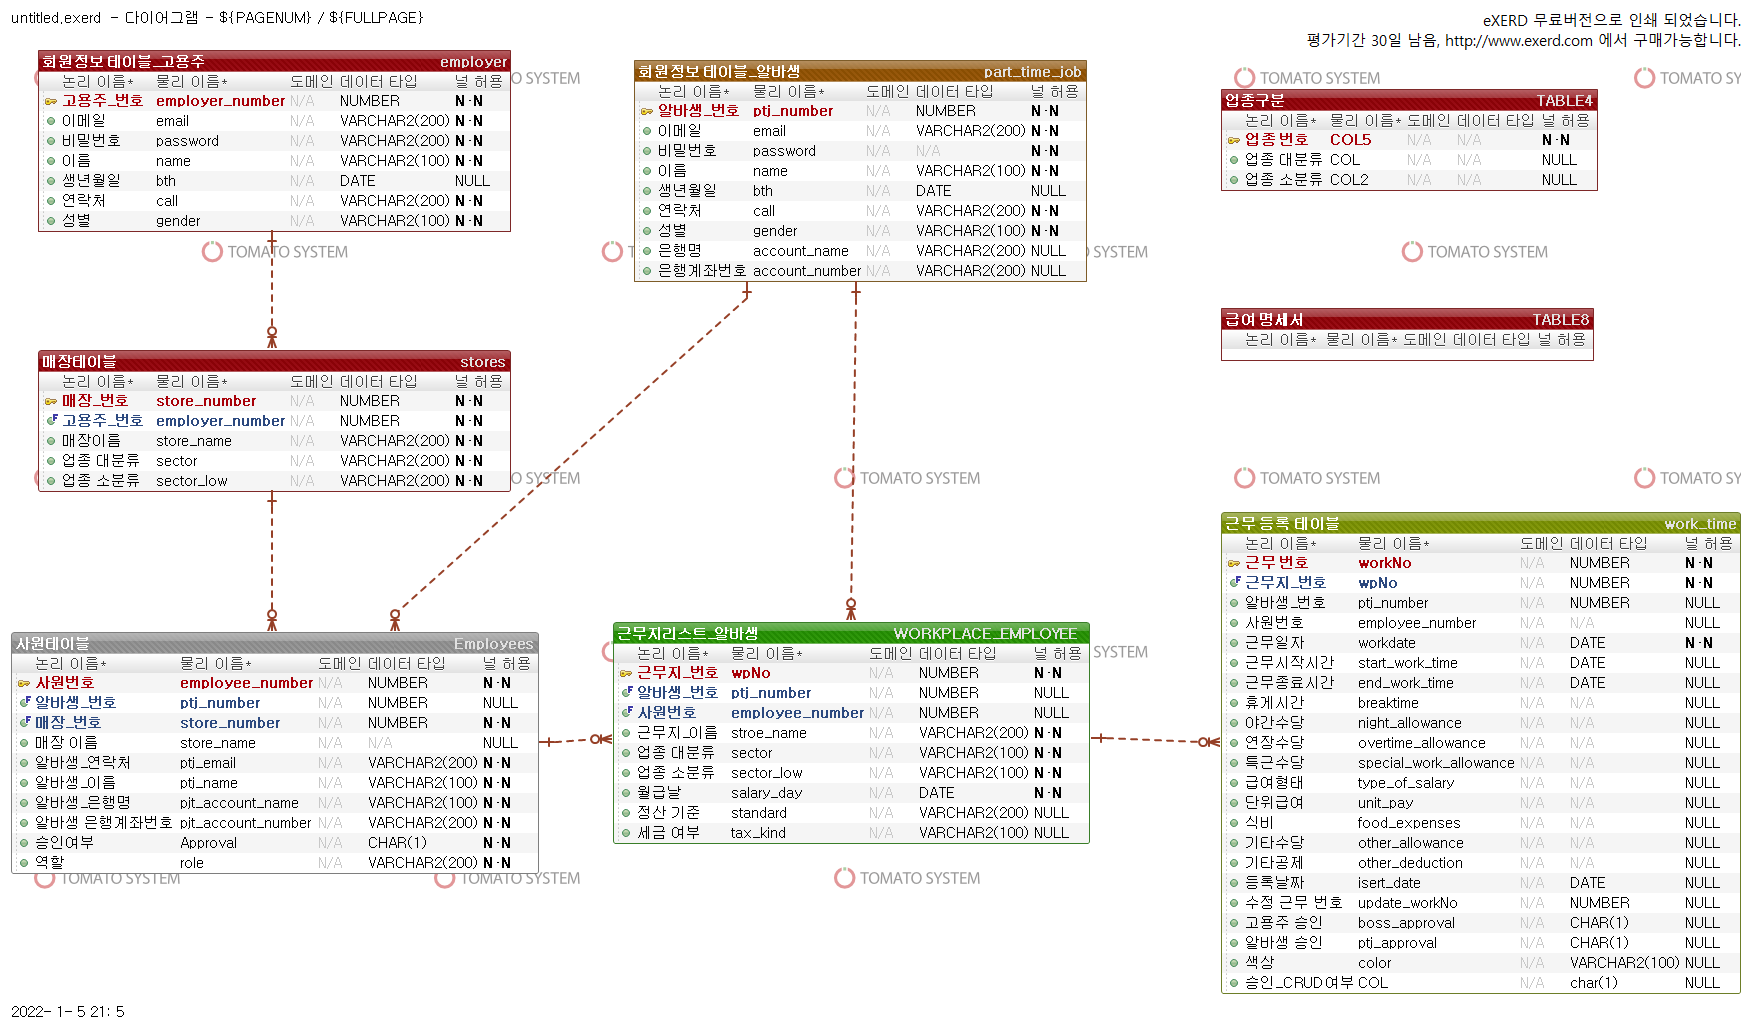 untitled.exerd - 다이어그램 - ${PAGENUM} / ${FULLPAGE}
eXERD 무료버전으로 인쇄 되었습니다.
평가기간 30일 남음, http://www.exerd.com 에서 구매가능합니다.
회원정보 테이블_고용주 employer
논리 이름* 물리 이름* 도메인 데이터 타입 널 허용
고용주_번호 employer_number N/A NUMBER N·N
이메일 email N/A VARCHAR2(200) N·N
비밀번호 password N/A VARCHAR2(200) N·N
이름 name N/A VARCHAR2(100) N·N
생년월일 bth N/A DATE NULL
연락처 call N/A VARCHAR2(200) N·N
성별 gender N/A VARCHAR2(100) N·N
회원정보 테이블_알바생 part_time_job
논리 이름* 물리 이름* 도메인 데이터 타입 널 허용
알바생_번호 ptj_number N/A NUMBER N·N
이메일 email N/A VARCHAR2(200) N·N
비밀번호 password N/A N/A N·N
이름 name N/A VARCHAR2(100) N·N
생년월일 bth N/A DATE NULL
연락처 call N/A VARCHAR2(200) N·N
성별 gender N/A VARCHAR2(100) N·N
은행명 account_name N/A VARCHAR2(200) NULL
은행계좌번호 account_number N/A VARCHAR2(200) NULL
업종구분 TABLE4
논리 이름* 물리 이름* 도메인 데이터 타입 널 허용
업종번호 COL5 N/A N/A N·N
업종 대분류 COL N/A N/A NULL
업종 소분류 COL2 N/A N/A NULL
급여명세서 TABLE8
논리 이름* 물리 이름* 도메인 데이터 타입 널 허용
매장테이블 stores
논리 이름* 물리 이름* 도메인 데이터 타입 널 허용
매장_번호 store_number N/A NUMBER N·N
고용주_번호 employer_number N/A NUMBER N·N
매장이름 store_name N/A VARCHAR2(200) N·N
업종 대분류 sector N/A VARCHAR2(200) N·N
업종 소분류 sector_low N/A VARCHAR2(200) N·N
사원테이블 Employees
논리 이름* 물리 이름* 도메인 데이터 타입 널 허용
사원번호 employee_number N/A NUMBER N·N
알바생_번호 ptj_number N/A NUMBER NULL
매장_번호 store_number N/A NUMBER N·N
매장 이름 store_name N/A N/A NULL
알바생_연락처 ptj_email N/A VARCHAR2(200) N·N
알바생_이름 ptj_name N/A VARCHAR2(100) N·N
알바생_은행명 pjt_account_name N/A VARCHAR2(100) N·N
알바생 은행계좌번호 pjt_account_number N/A VARCHAR2(200) N·N
승인여부 Approval N/A CHAR(1) N·N
역할 role N/A VARCHAR2(200) N·N
근무지리스트_알바생 WORKPLACE_EMPLOYEE
논리 이름* 물리 이름* 도메인 데이터 타입 널 허용
근무지_번호 wpNo N/A NUMBER N·N
알바생_번호 ptj_number N/A NUMBER NULL
사원번호 employee_number N/A NUMBER NULL
근무지_이름 stroe_name N/A VARCHAR2(200) N·N
업종 대분류 sector N/A VARCHAR2(100) N·N
업종 소분류 sector_low N/A VARCHAR2(100) N·N
월급날 salary_day N/A DATE N·N
정산 기준 standard N/A VARCHAR2(200) NULL
세금 여부 tax_kind N/A VARCHAR2(100) NULL
근무 등록 테이블 work_time
논리 이름* 물리 이름* 도메인 데이터 타입 널 허용
근무 번호 workNo N/A NUMBER N·N
근무지_번호 wpNo N/A NUMBER N·N
알바생_번호 ptj_number N/A NUMBER NULL
사원번호 employee_number N/A N/A NULL
근무일자 workdate N/A DATE N·N
근무시작시간 start_work_time N/A DATE NULL
근무종료시간 end_work_time N/A DATE NULL
휴게시간 breaktime N/A N/A NULL
야간수당 night_allowance N/A N/A NULL
연장수당 overtime_allowance N/A N/A NULL
특근수당 special_work_allowance N/A N/A NULL
급여형태 type_of_salary N/A N/A NULL
단위급여 unit_pay N/A N/A NULL
식비 food_expenses N/A N/A NULL
기타수당 other_allowance N/A N/A NULL
기타공제 other_deduction N/A N/A NULL
등록날짜 isert_date N/A DATE NULL
수정 근무 번호 update_workNo N/A NUMBER NULL
고용주 승인 boss_approval N/A CHAR(1) NULL
알바생 승인 ptj_approval N/A CHAR(1) NULL
색상 color N/A VARCHAR2(100) NULL
승인_CRUD여부 COL N/A char(1) NULL
TOMATO SYSTEM
2022- 1- 5 21: 5